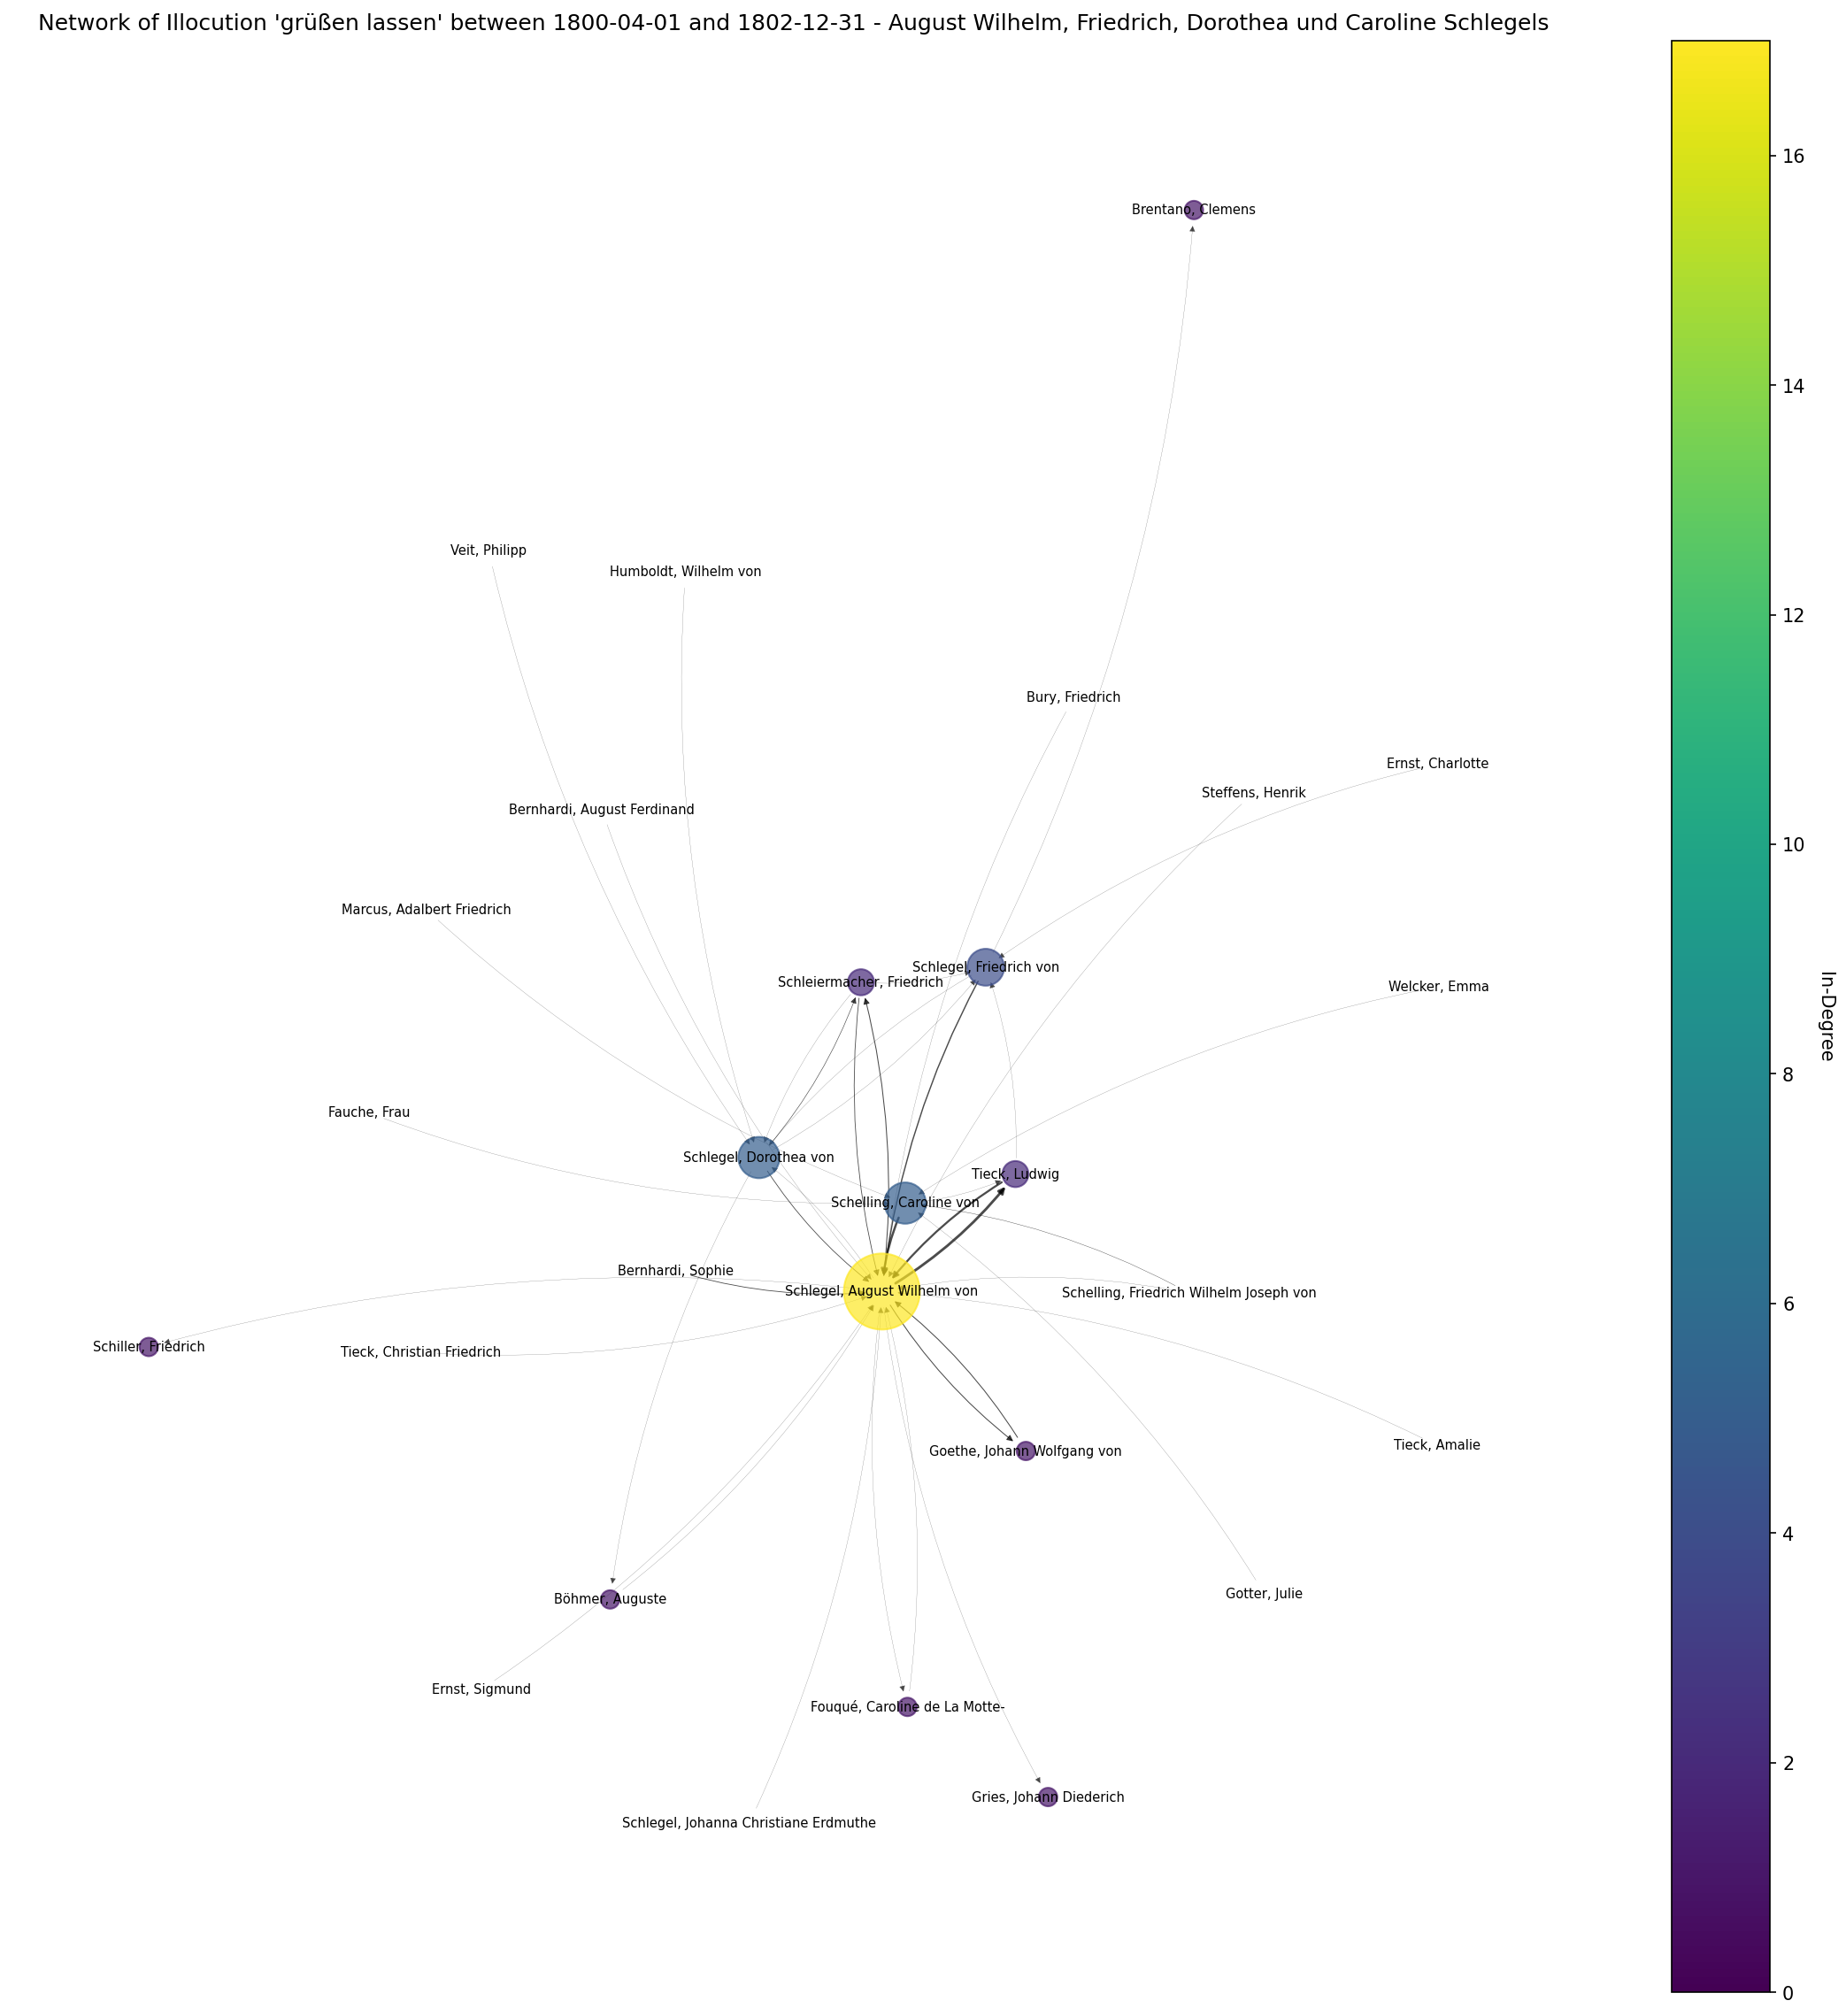 Network of Illocution 'grüßen lassen' between 1800-04-01 and 1802-12-31 - August Wilhelm, Friedrich, Dorothea und Caroline Schlegels
Brentano, Clemens
Veit, Philipp
Humboldt, Wilhelm von
Bury, Friedrich
Ernst, Charlotte
Steffens, Henrik
Bernhardi, August Ferdinand
Marcus, Adalbert Friedrich
Schlegel, Friedrich von
Schleiermacher, Friedrich
Welcker, Emma
Fauche, Frau
Schlegel, Dorothea von
Tieck, Ludwig
Schelling, Caroline von
Bernhardi, Sophie
Schlegel, August Wilhelm von
Schelling, Friedrich Wilhelm Joseph von
Schiller, Friedrich
Tieck, Christian Friedrich
Tieck, Amalie
Goethe, Johann Wolfgang von
Gotter, Julie
Böhmer, Auguste
Ernst, Sigmund
Fouqué, Caroline de La Motte-
Gries, Johann Diederich
Schlegel, Johanna Christiane Erdmuthe
16
14
12
10
8
6
4
2
0
In-Degree